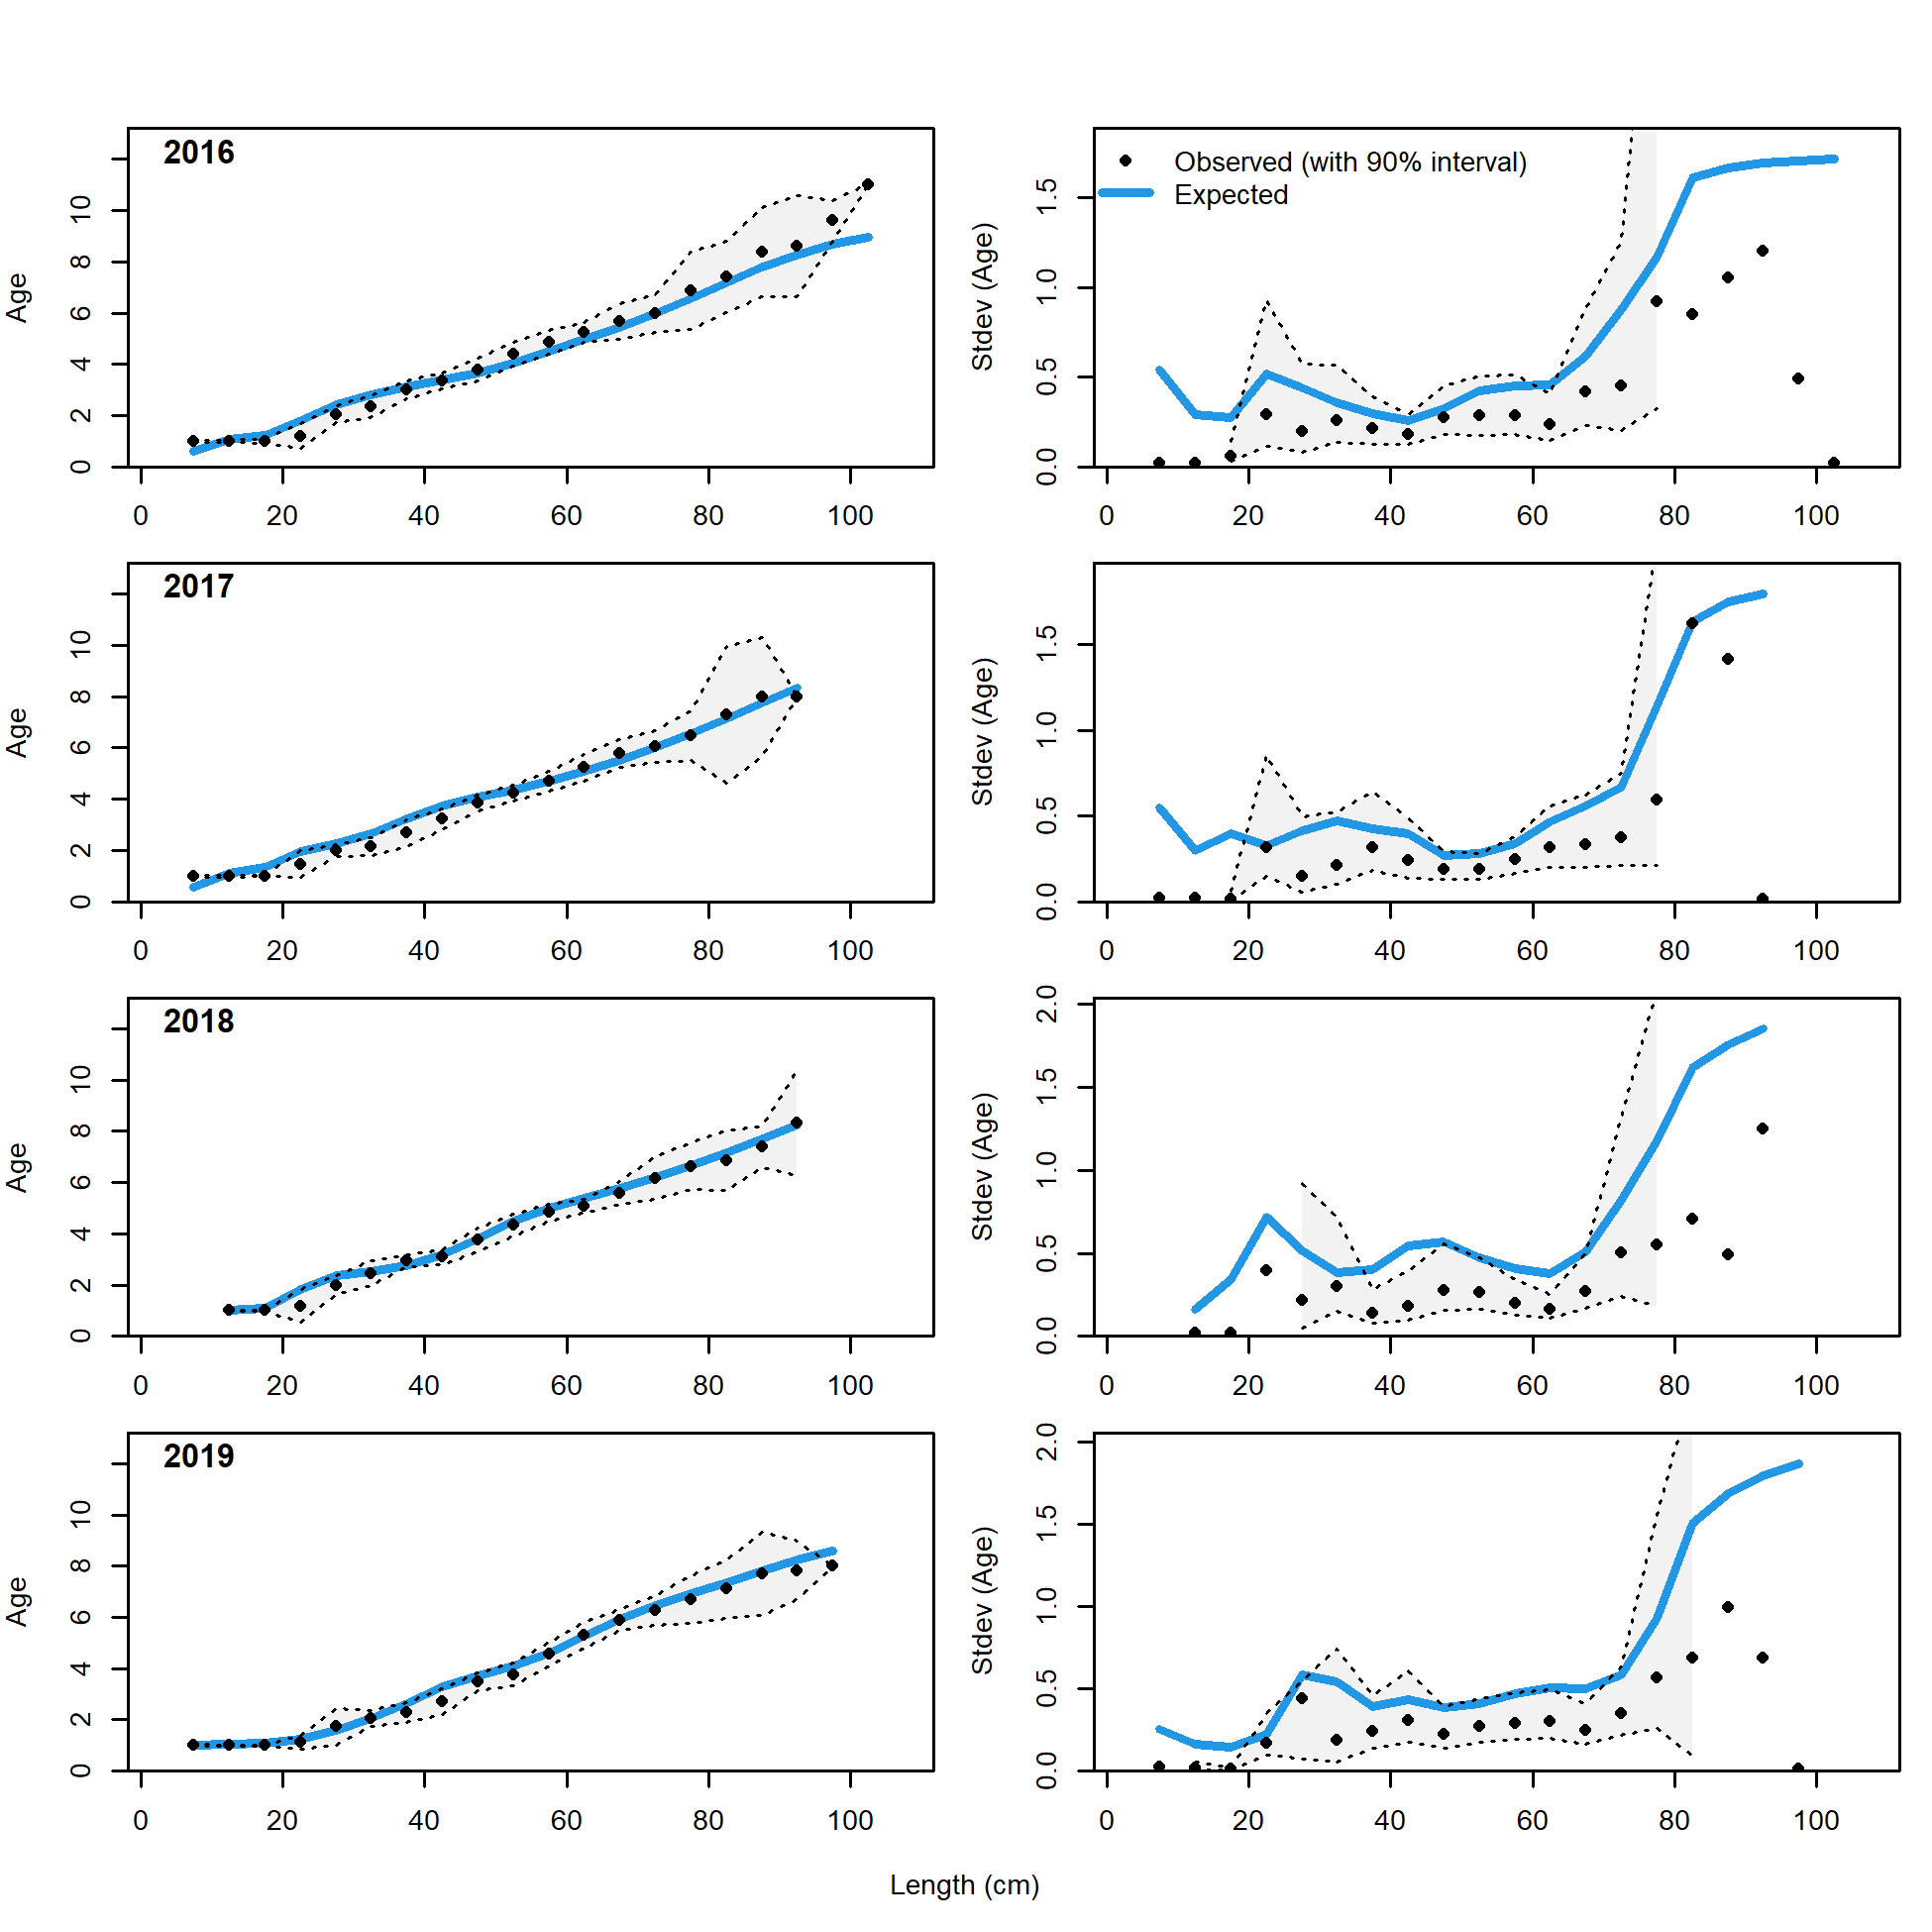 2016
Age
0 2 4 6 8 10
0 20 40 60 80 100
Observed (with 90% interval)
Expected
Stdev (Age)
0.0 0.5 1.0 1.5
0 20 40 60 80 100
2017
Age
0 2 4 6 8 10
0 20 40 60 80 100
Stdev (Age)
0.0 0.5 1.0 1.5
0 20 40 60 80 100
2018
Age
0 2 4 6 8 10
0 20 40 60 80 100
Stdev (Age)
0.0 0.5 1.0 1.5 2.0
0 20 40 60 80 100
2019
Age
0 2 4 6 8 10
0 20 40 60 80 100
Stdev (Age)
0.0 0.5 1.0 1.5 2.0
0 20 40 60 80 100
Length (cm)